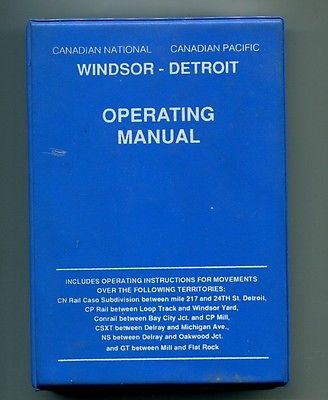 CANADIAN NATIONAL CANADIAN PACIFIC
WINDSOR - DETROIT
OPERATING
MANUAL
INCLUDES OPERATING INSTRUCTIONS FOR MOVEMENTS
OVER THE FOLLOWING TERRITORIES:
CN Rail Caso Subdivision between mile 217 and 24TH St, Detroit,
CP Rail between Loop Track and Windsor Yard,
Conrail between Bay City Jct. and CP Mill,
CSXT between Delray and Michigan Ave.,
NS between Delray and Oakwood Jct.
and GT between Mill and Flat Rock